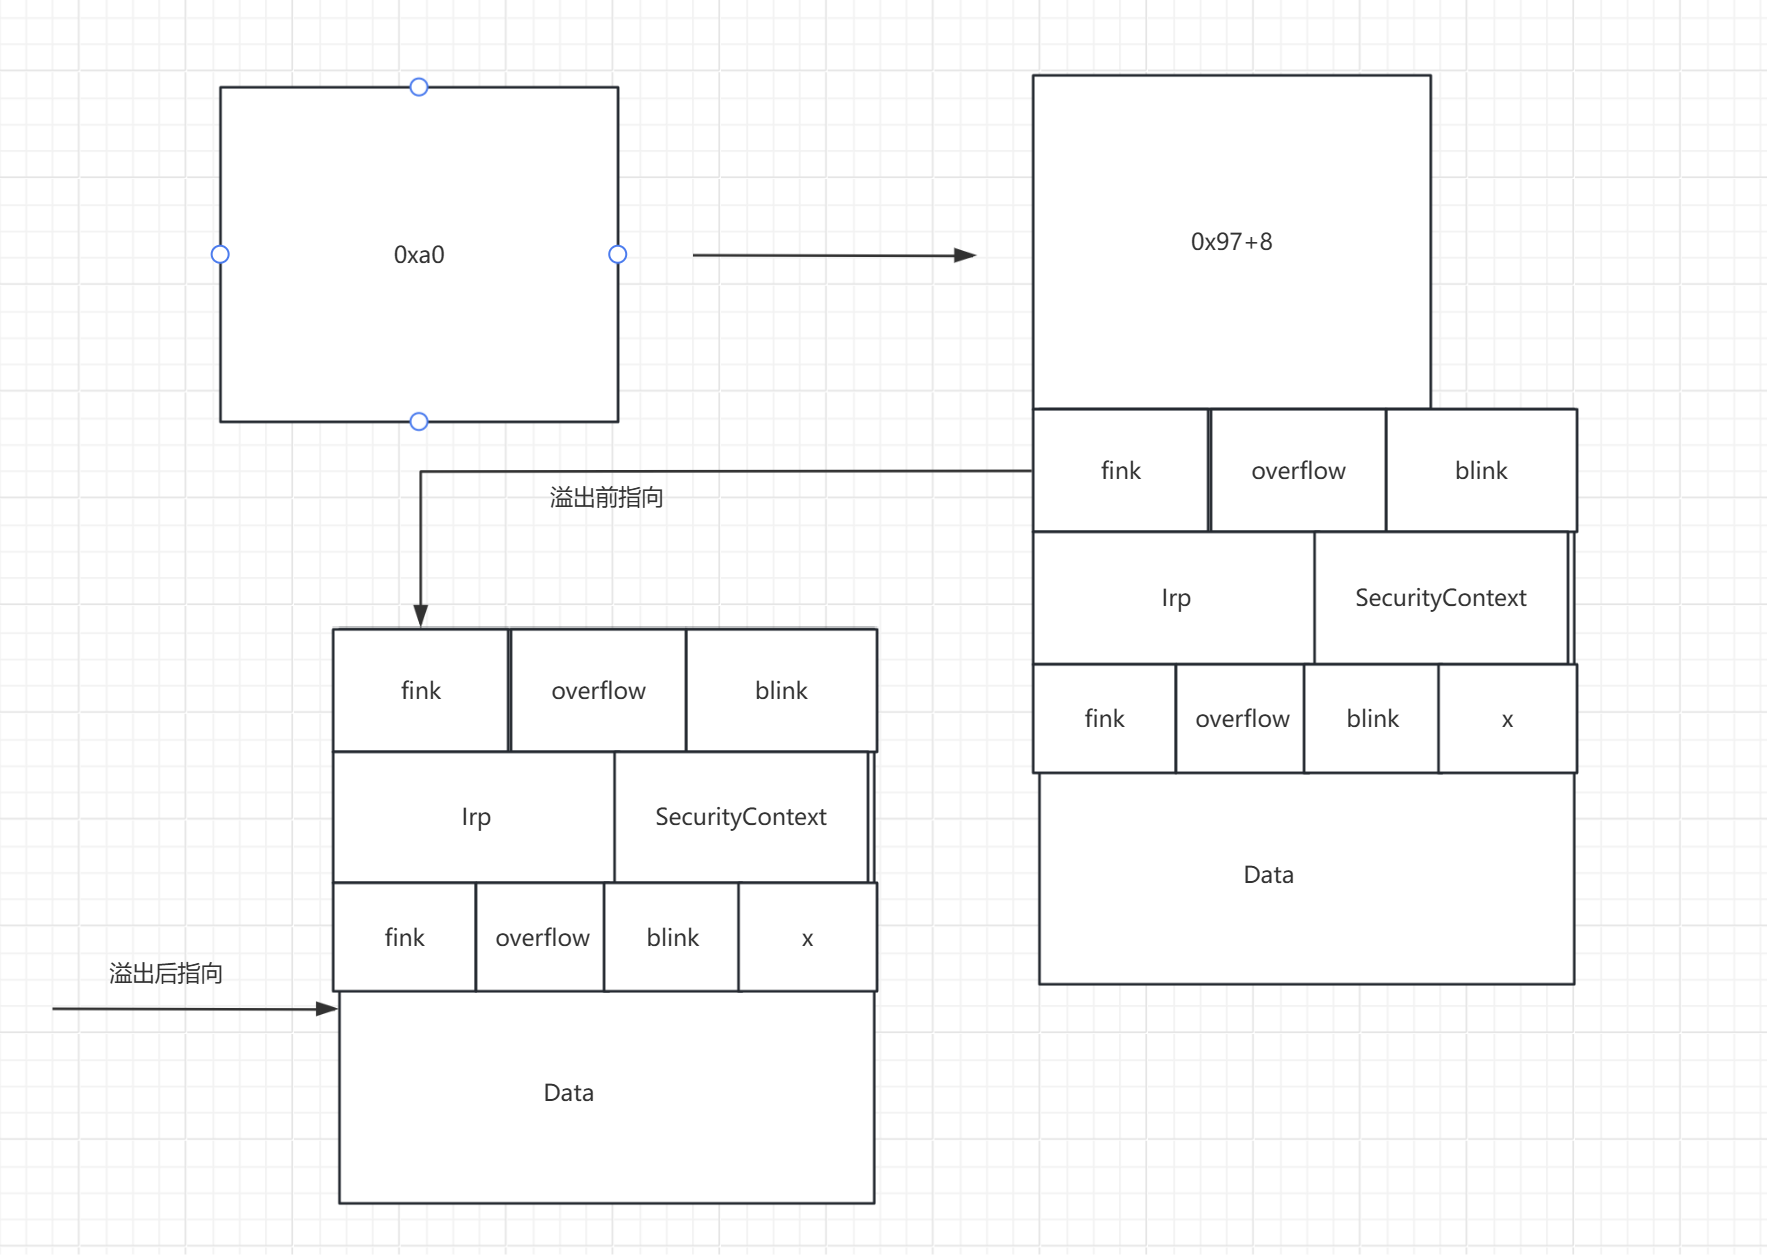 0xa0
0x97+8
fink
overflow
blink
溢出前指向
Irp
SecurityContext
fink
overflow
blink
fink
overflow
blink
x
Irp
SecurityContext
Data
fink
overflow
blink
x
溢出后指向
Data